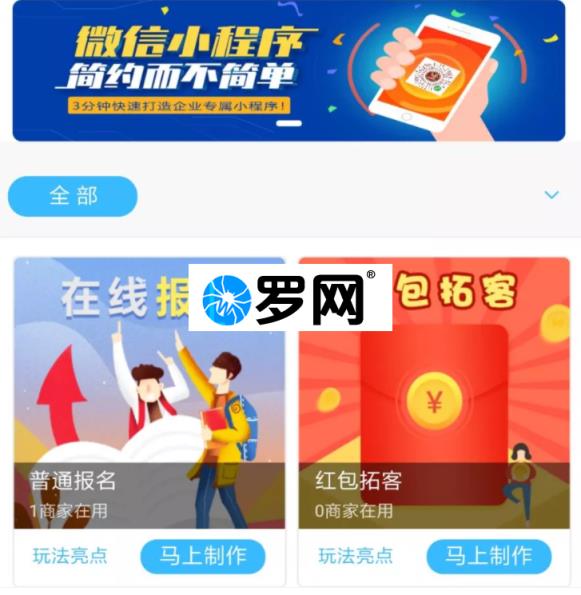 微信小程序
简约而不简单
3分钟快速打造企业专属小程序!
全部
在线报
罗网®
包拓客
¥
普通报名
1商家在用
红包拓客
0商家在用
玩法亮点
马上制作
玩法亮点
马上制作